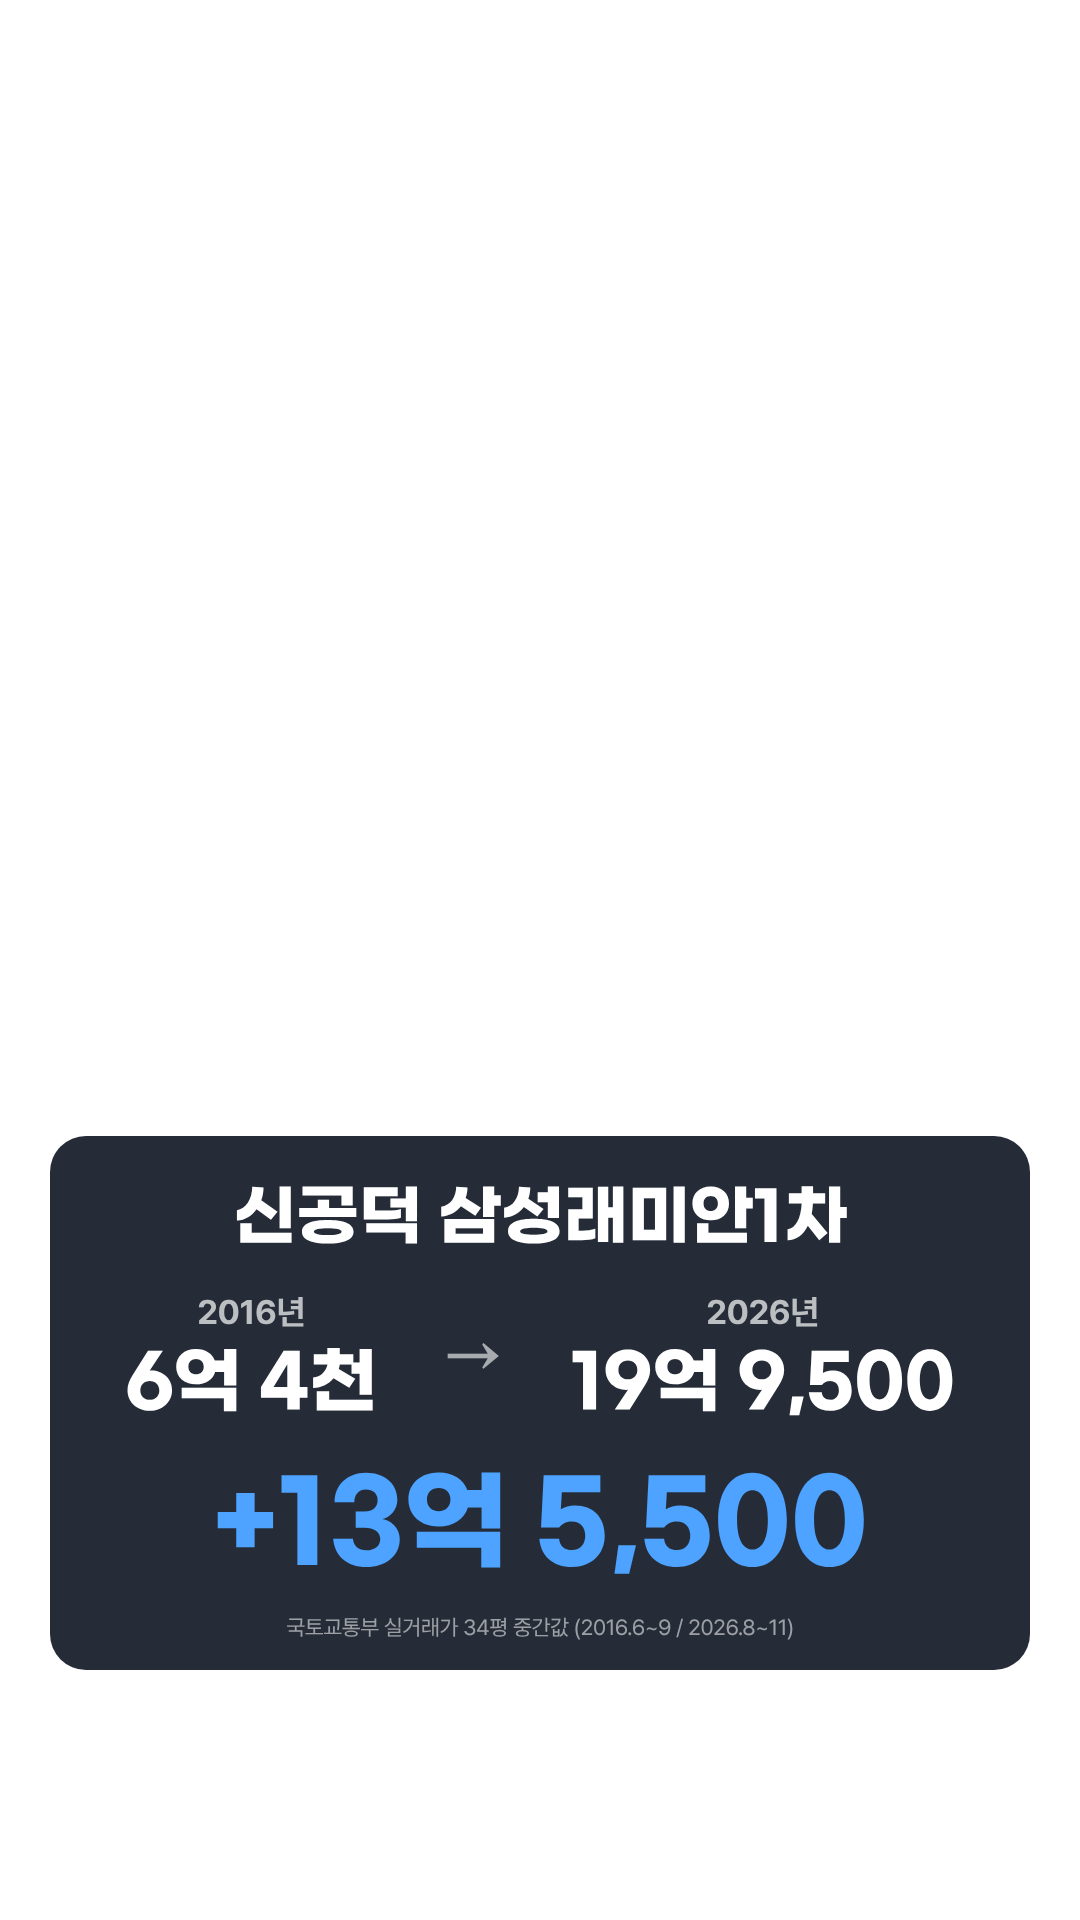 신공덕 삼성래미안1차
2016년
6억 4천
→
2026년
19억 9,500
+13억 5,500
국토교통부 실거래가 34평 중간값 (2016.6~9 / 2026.8~11)